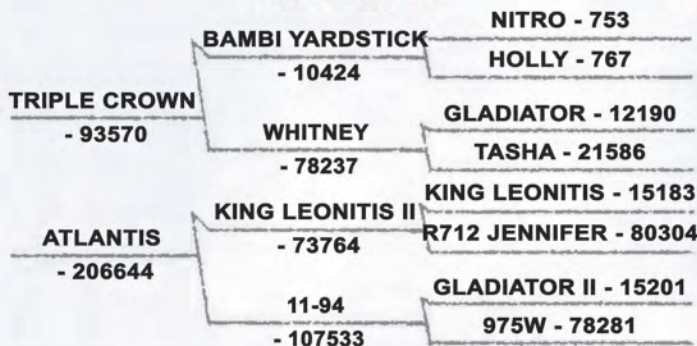 NITRO - 753
BAMBI YARDSTICK
- 10424
HOLLY - 767
TRIPLE CROWN
- 93570
GLADIATOR - 12190
WHITNEY
- 78237
TASHA - 21586
KING LEONITIS - 15183
KING LEONITIS II
- 73764
R712 JENNIFER - 80304
ATLANTIS
- 206644
GLADIATOR II - 15201
11-94
- 107533
975W - 78281